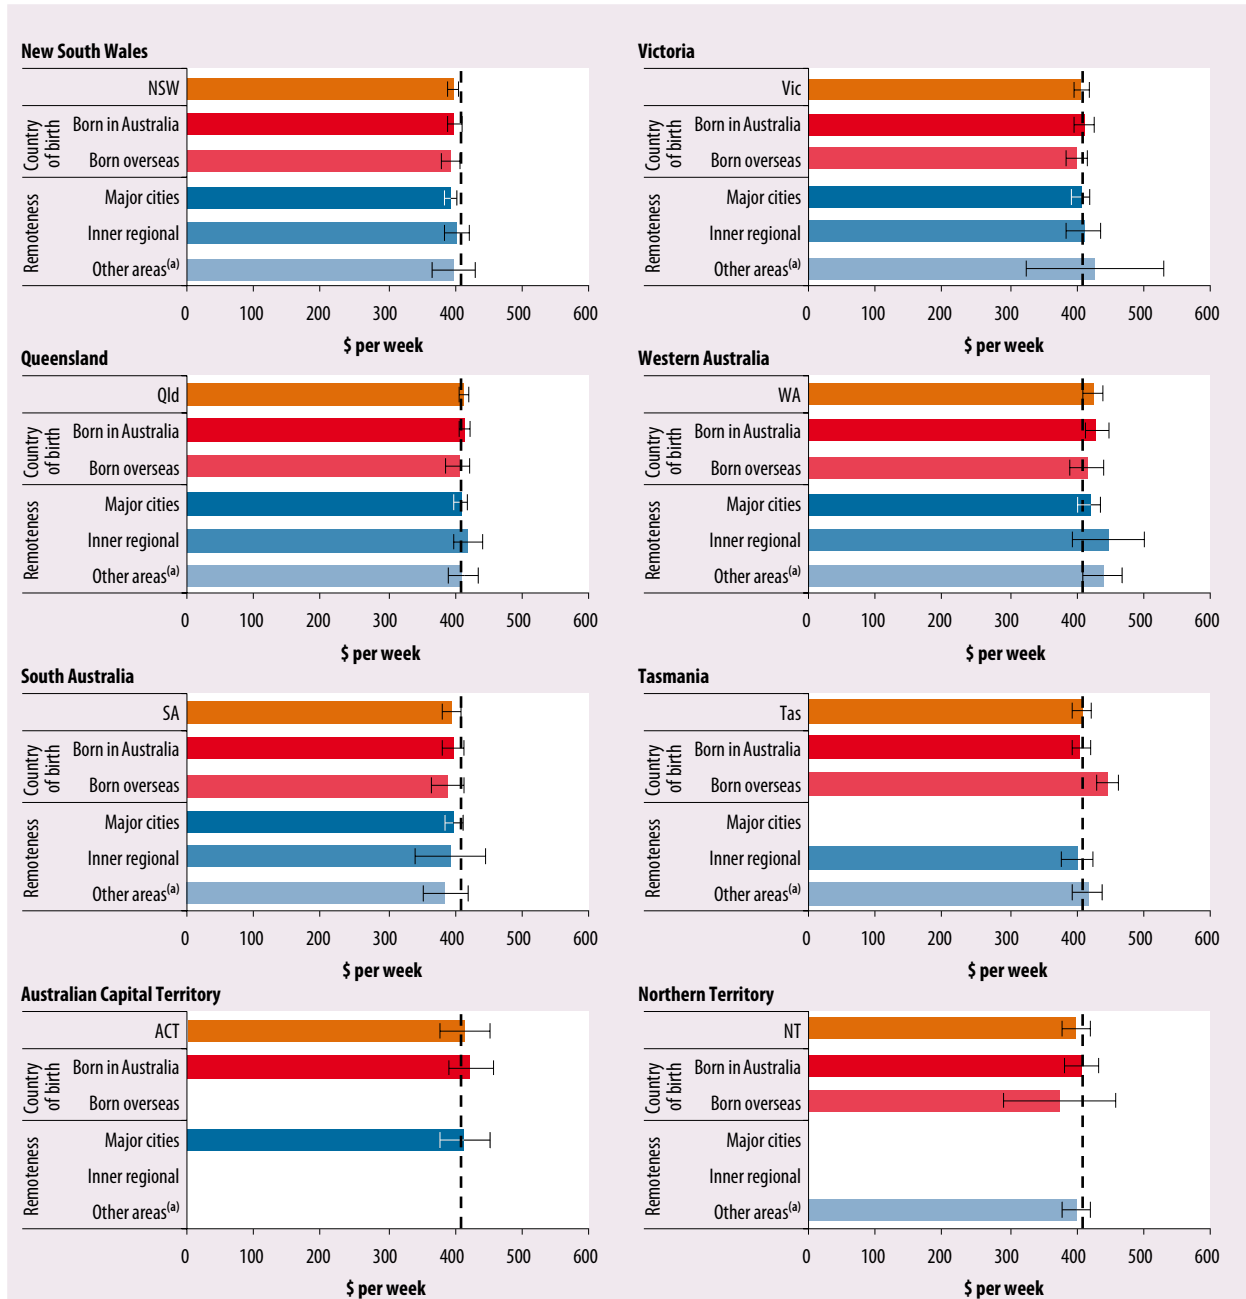 New South Wales
NSW
Country of birth
Born in Australia
Born overseas
Remoteness
Major cities
Inner regional
Other areas(a)
0 100 200 300 400 500 600
$ per week
Victoria
Vic
Country of birth
Born in Australia
Born overseas
Remoteness
Major cities
Inner regional
Other areas(a)
0 100 200 300 400 500 600
$ per week
Queensland
Qld
Country of birth
Born in Australia
Born overseas
Remoteness
Major cities
Inner regional
Other areas(a)
0 100 200 300 400 500 600
$ per week
Western Australia
WA
Country of birth
Born in Australia
Born overseas
Remoteness
Major cities
Inner regional
Other areas(a)
0 100 200 300 400 500 600
$ per week
South Australia
SA
Country of birth
Born in Australia
Born overseas
Remoteness
Major cities
Inner regional
Other areas(a)
0 100 200 300 400 500 600
$ per week
Tasmania
Tas
Country of birth
Born in Australia
Born overseas
Remoteness
Major cities
Inner regional
Other areas(a)
0 100 200 300 400 500 600
$ per week
Australian Capital Territory
ACT
Country of birth
Born in Australia
Born overseas
Remoteness
Major cities
Inner regional
Other areas(a)
0 100 200 300 400 500 600
$ per week
Northern Territory
NT
Country of birth
Born in Australia
Born overseas
Remoteness
Major cities
Inner regional
Other areas(a)
0 100 200 300 400 500 600
$ per week